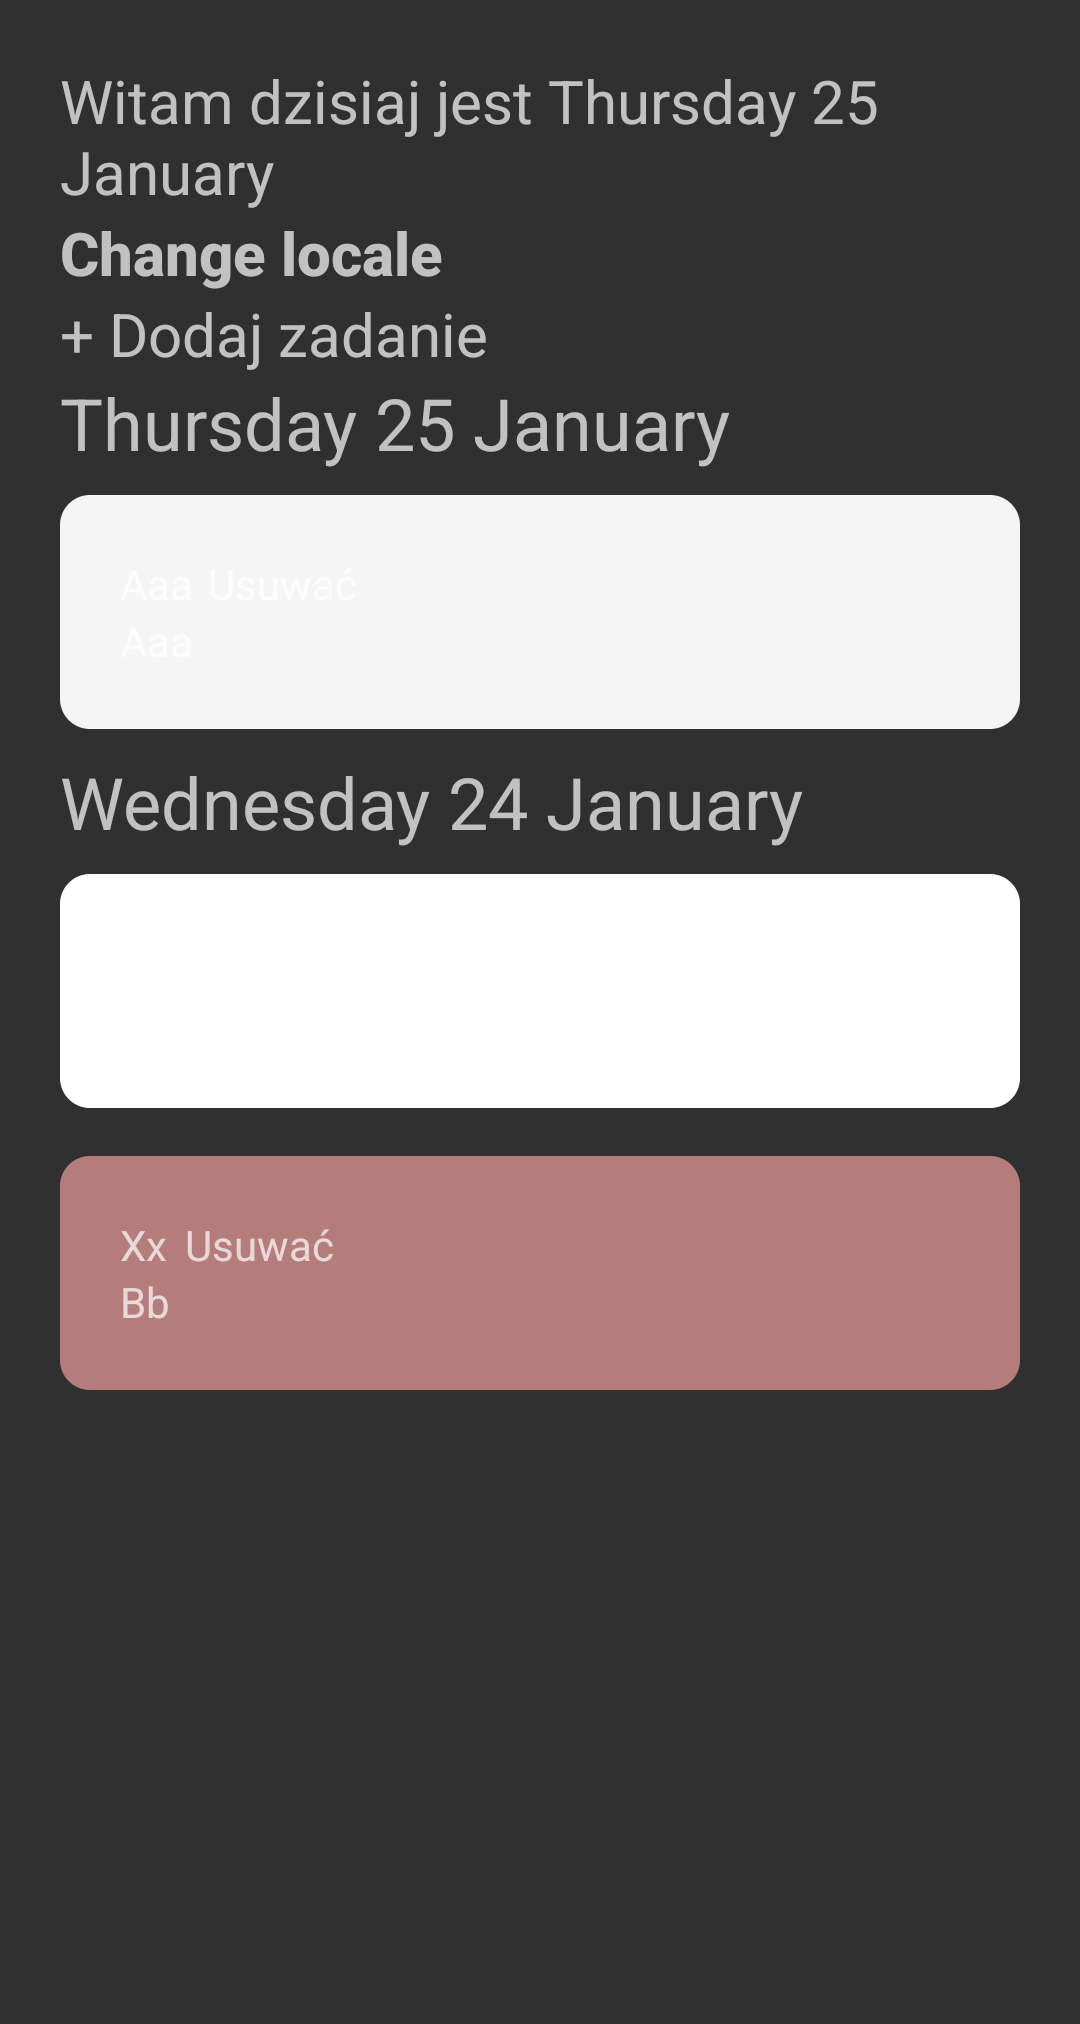 Witam dzisiaj jest Thursday 25
January
Change locale
+ Dodaj zadanie
Thursday 25 January
Aaa Usuwać
Aaa
Wednesday 24 January
Xx Usuwać
Bb